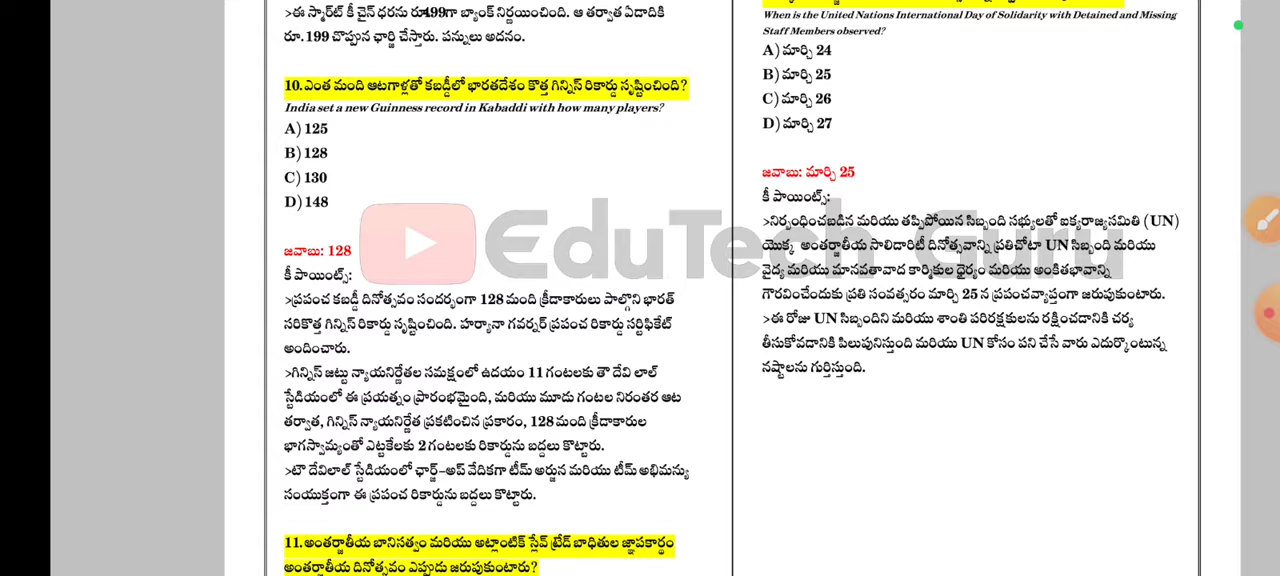 >ఈ స్మార్ట్ కీ చైన్ ధరను రూ499గా బ్యాంక్ నిర్ణయించింది. ఆ తర్వాత ఏడాదికి
రూ.199 చొప్పున ఛార్జి చేస్తారు. పన్నులు అదనం.
10. ఎంత మంది ఆటగాళ్లతో కబడ్డీలో భారతదేశం కొత్త గిన్నిస్ రికార్డు సృష్టించింది?
India set a new Guinness record in Kabaddi with how many players?
A) 125
B) 128
C) 130
D) 148
జవాబు: 128
కీ పాయింట్స్:
>ప్రపంచ కబడ్డీ దినోత్సవం సందర్భంగా 128 మంది క్రీడాకారులు పాల్గొని భారత్
సరికొత్త గిన్నిస్ రికార్డు సృష్టించింది. హర్యానా గవర్నర్ ప్రపంచ రికార్డు సర్టిఫికేట్
అందించారు.
>గిన్నిస్ జట్టు న్యాయనిర్ణేతల సమక్షంలో ఉదయం 11 గంటలకు తౌ దేవి లాల్
స్టేడియంలో ఈ ప్రయత్నం ప్రారంభమైంది, మరియు మూడు గంటల నిరంతర ఆట
తర్వాత, గిన్నిస్ న్యాయనిర్ణేత ప్రకటించిన ప్రకారం, 128 మంది క్రీడాకారుల
భాగస్వామ్యంతో ఎట్టకేలకు 2 గంటలకు రికార్డును బద్దలు కొట్టారు.
>టౌ దేవిలాల్ స్టేడియంలో ఛార్జ్-అప్ వేదికగా టీమ్ అర్జున మరియు టీమ్ అభిమన్యు
సంయుక్తంగా ఈ ప్రపంచ రికార్డును బద్దలు కొట్టారు.
11. అంతర్జాతీయ బానిసత్వం మరియు అట్లాంటిక్ స్లేవ్ ట్రేడ్ బాధితుల జ్ఞాపకార్థం
అంతర్జాతీయ దినోత్సవం ఎప్పుడు జరుపుకుంటారు?
When is the United Nations International Day of Solidarity with Detained and Missing
Staff Members observed?
A) మార్చి 24
B) మార్చి 25
C) మార్చి 26
D) మార్చి 27
జవాబు: మార్చి 25
కీ పాయింట్స్:
>నిర్బంధించబడిన మరియు తప్పిపోయిన సిబ్బంది సభ్యులతో ఐక్యరాజ్యసమితి (UN)
యొక్క అంతర్జాతీయ సాలిడారిటీ దినోత్సవాన్ని ప్రతిచోటా UN సిబ్బంది మరియు
వైద్య మరియు మానవతావాద కార్మికుల ధైర్యం మరియు అంకితభావాన్ని
గౌరవించేందుకు ప్రతి సంవత్సరం మార్చి 25 న ప్రపంచవ్యాప్తంగా జరుపుకుంటారు.
>ఈ రోజు UN సిబ్బందిని మరియు శాంతి పరిరక్షకులను రక్షించడానికి చర్య
తీసుకోవడానికి పిలుపునిస్తుంది మరియు UN కోసం పని చేసే వారు ఎదుర్కొంటున్న
నష్టాలను గుర్తిస్తుంది.
EduTech Guru